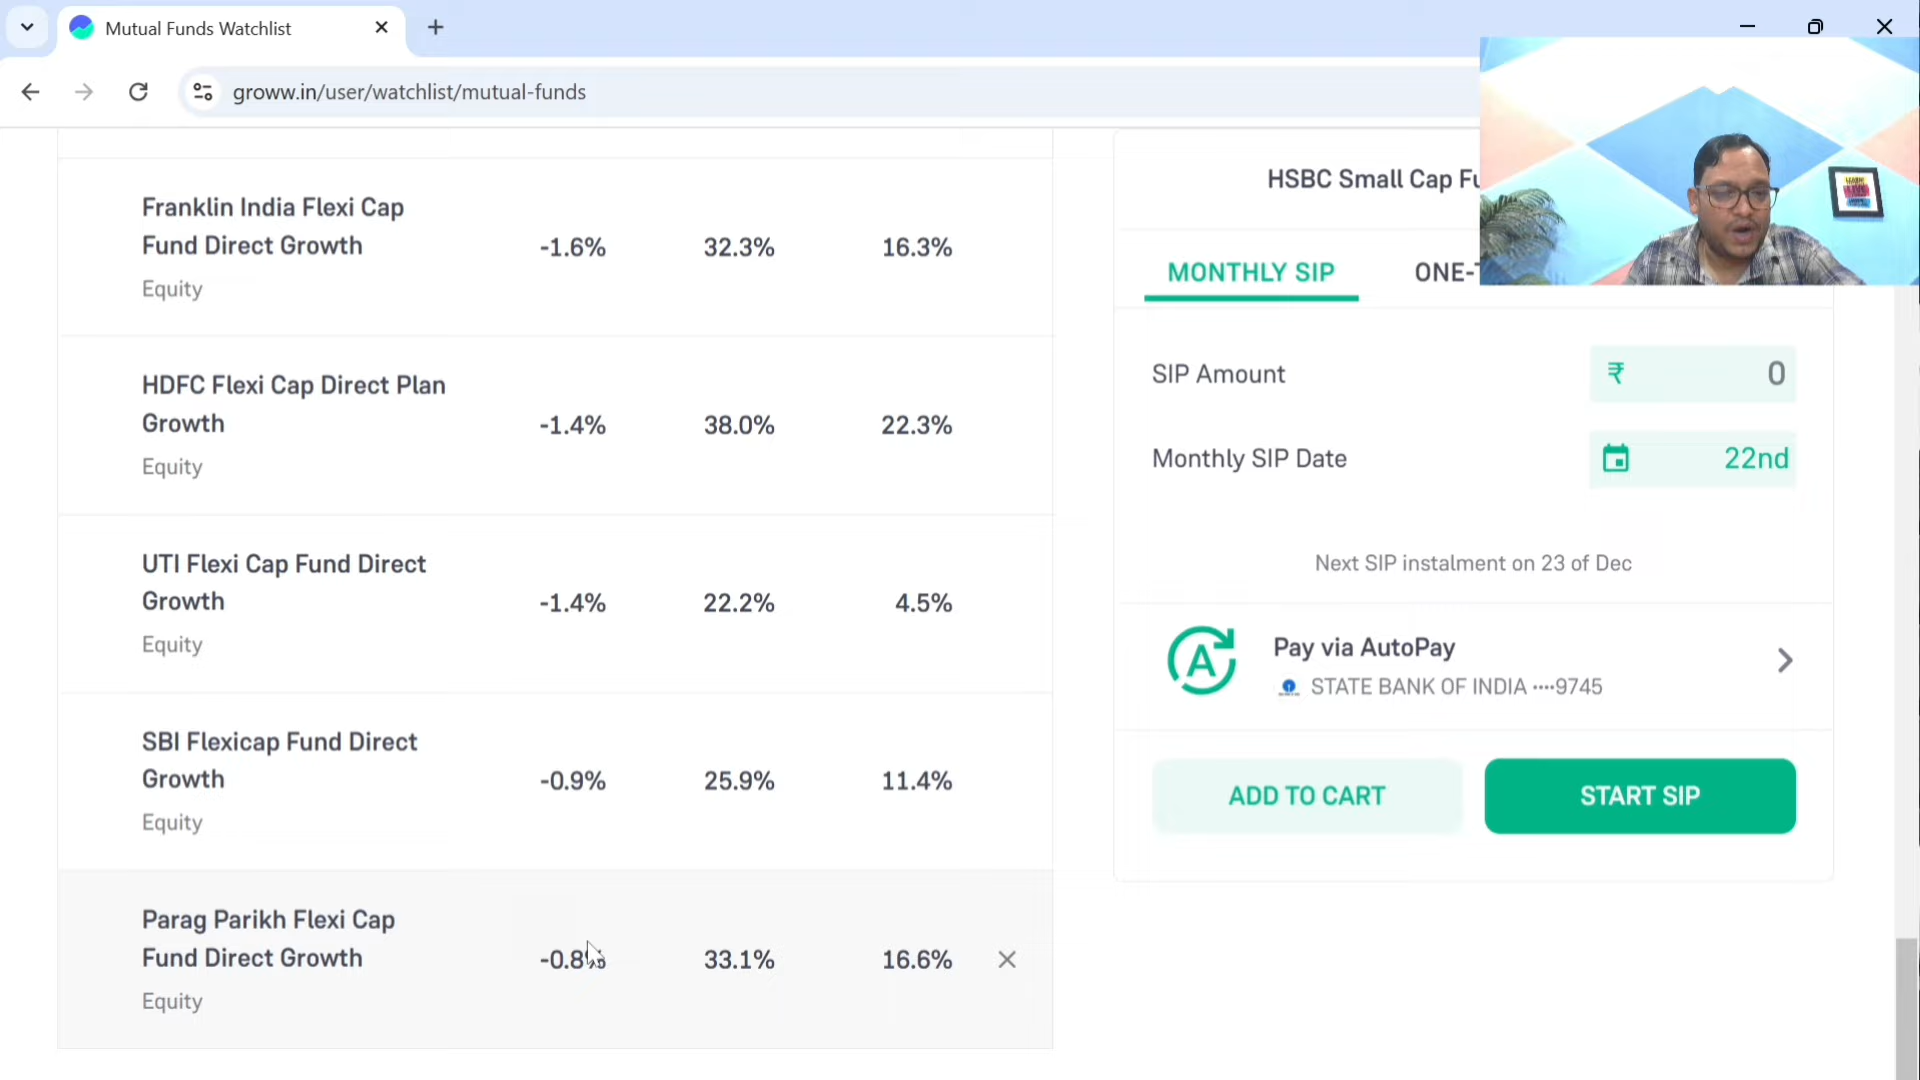 Mutual Funds Watchlist
groww.in/user/watchlist/mutual-funds
Franklin India Flexi Cap
Fund Direct Growth
-1.6% 32.3% 16.3%
Equity
HDFC Flexi Cap Direct Plan
Growth
-1.4% 38.0% 22.3%
Equity
UTI Flexi Cap Fund Direct
Growth
-1.4% 22.2% 4.5%
Equity
SBI Flexicap Fund Direct
Growth
-0.9% 25.9% 11.4%
Equity
Parag Parikh Flexi Cap
Fund Direct Growth
-0.8% 33.1% 16.6%
Equity
HSBC Small Cap Fu
MONTHLY SIP ONE-
SIP Amount ₹ 0
Monthly SIP Date 22nd
Next SIP instalment on 23 of Dec
A
Pay via AutoPay
STATE BANK OF INDIA ····9745
ADD TO CART START SIP